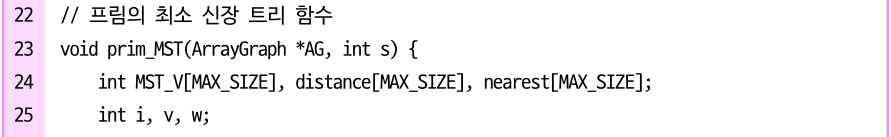 22 // 프림의 최소 신장 트리 함수
23 void prim_MST(ArrayGraph *AG, int s) {
24     int MST_V[MAX_SIZE], distance[MAX_SIZE], nearest[MAX_SIZE];
25     int i, v, w;